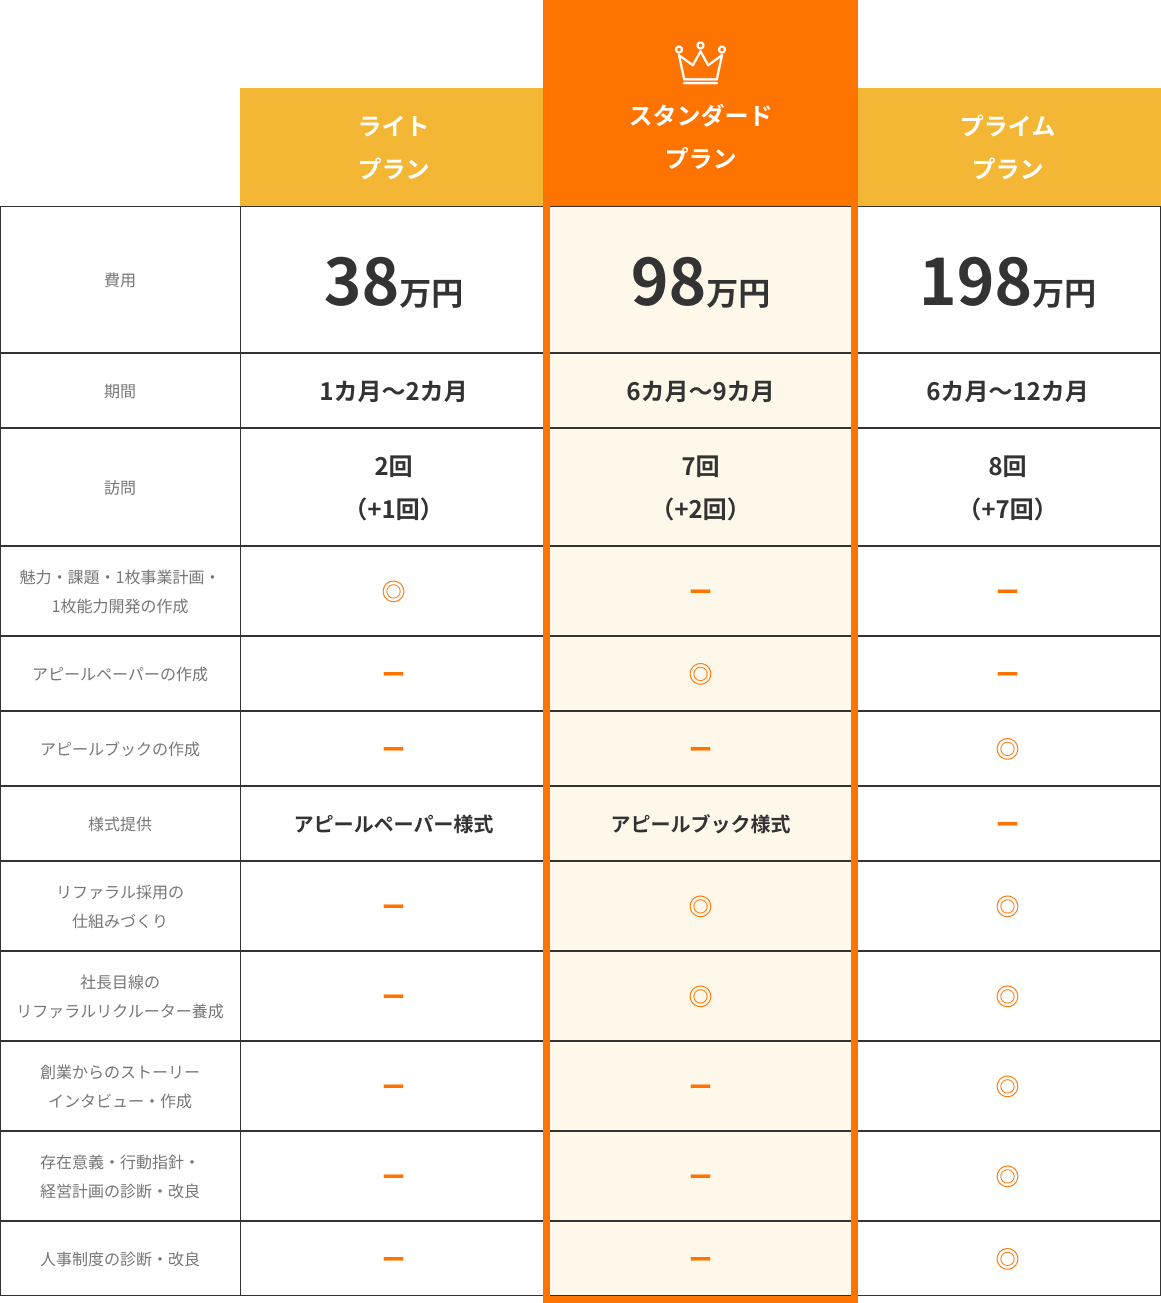 ライト
プラン
スタンダード
プラン
プライム
プラン
費用
38万円
98万円
198万円
期間
1カ月〜2カ月
6カ月〜9カ月
6カ月〜12カ月
訪問
2回
（+1回）
7回
（+2回）
8回
（+7回）
魅力・課題・1枚事業計画・
1枚能力開発の作成
◎
ー
ー
アピールペーパーの作成
ー
◎
ー
アピールブックの作成
ー
ー
◎
様式提供
アピールペーパー様式
アピールブック様式
ー
リファラル採用の
仕組みづくり
ー
◎
◎
社長目線の
リファラルリクルーター養成
ー
◎
◎
創業からのストーリー
インタビュー・作成
ー
ー
◎
存在意義・行動指針・
経営計画の診断・改良
ー
ー
◎
人事制度の診断・改良
ー
ー
◎